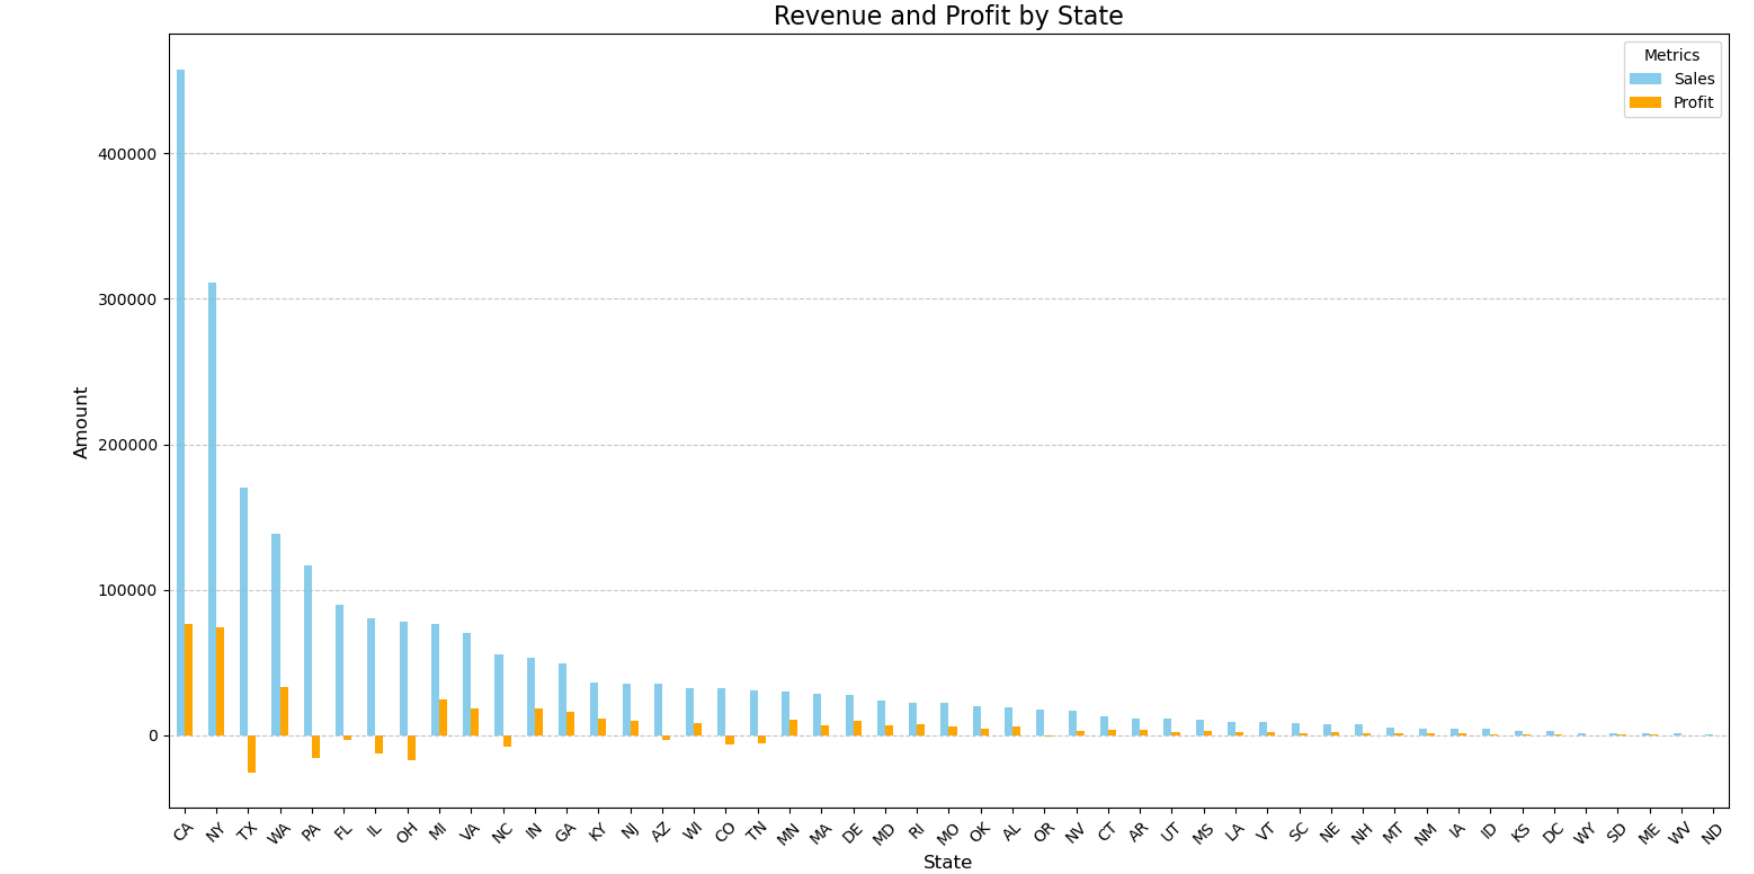 Revenue and Profit by State
Metrics
Sales
Profit
400000
300000
200000
100000
0
Amount
CA NY TX WA PA FL IL OH MI VA NC IN GA KY NJ AZ WI CO TN MN MA DE MD RI MO OK AL OR NV CT AR UT MS LA VT SC NE NH MT NM IA ID KS DC WY SD ME WV ND
State